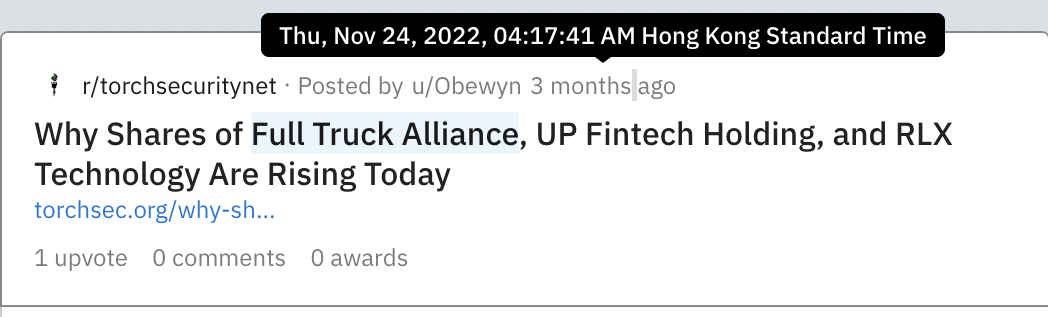 Thu, Nov 24, 2022, 04:17:41 AM Hong Kong Standard Time
r/torchsecuritynet · Posted by u/Obewyn 3 months ago
Why Shares of Full Truck Alliance, UP Fintech Holding, and RLX
Technology Are Rising Today
torchsec.org/why-sh...
1 upvote 0 comments 0 awards